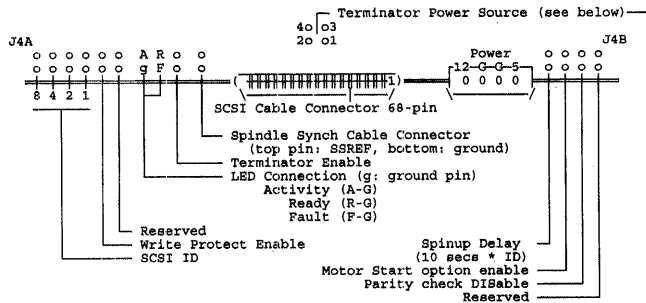 Terminator Power Source (see below)
4o o3
2o o1
J4A
J4B
o o o o o o A R o o
o o o o o o g F o o
Power
12-G-G-5
o o o o
o o o o
o o o o
8 4 2 1
1
SCSI Cable Connector 68-pin
Spindle Synch Cable Connector
(top pin: SSREF, bottom: ground)
Terminator Enable
LED Connection (g: ground pin)
Activity (A-G)
Ready (R-G)
Fault (F-G)
Reserved
Write Protect Enable
SCSI ID
Spinup Delay
(10 secs * ID)
Motor Start option enable
Parity check DISable
Reserved